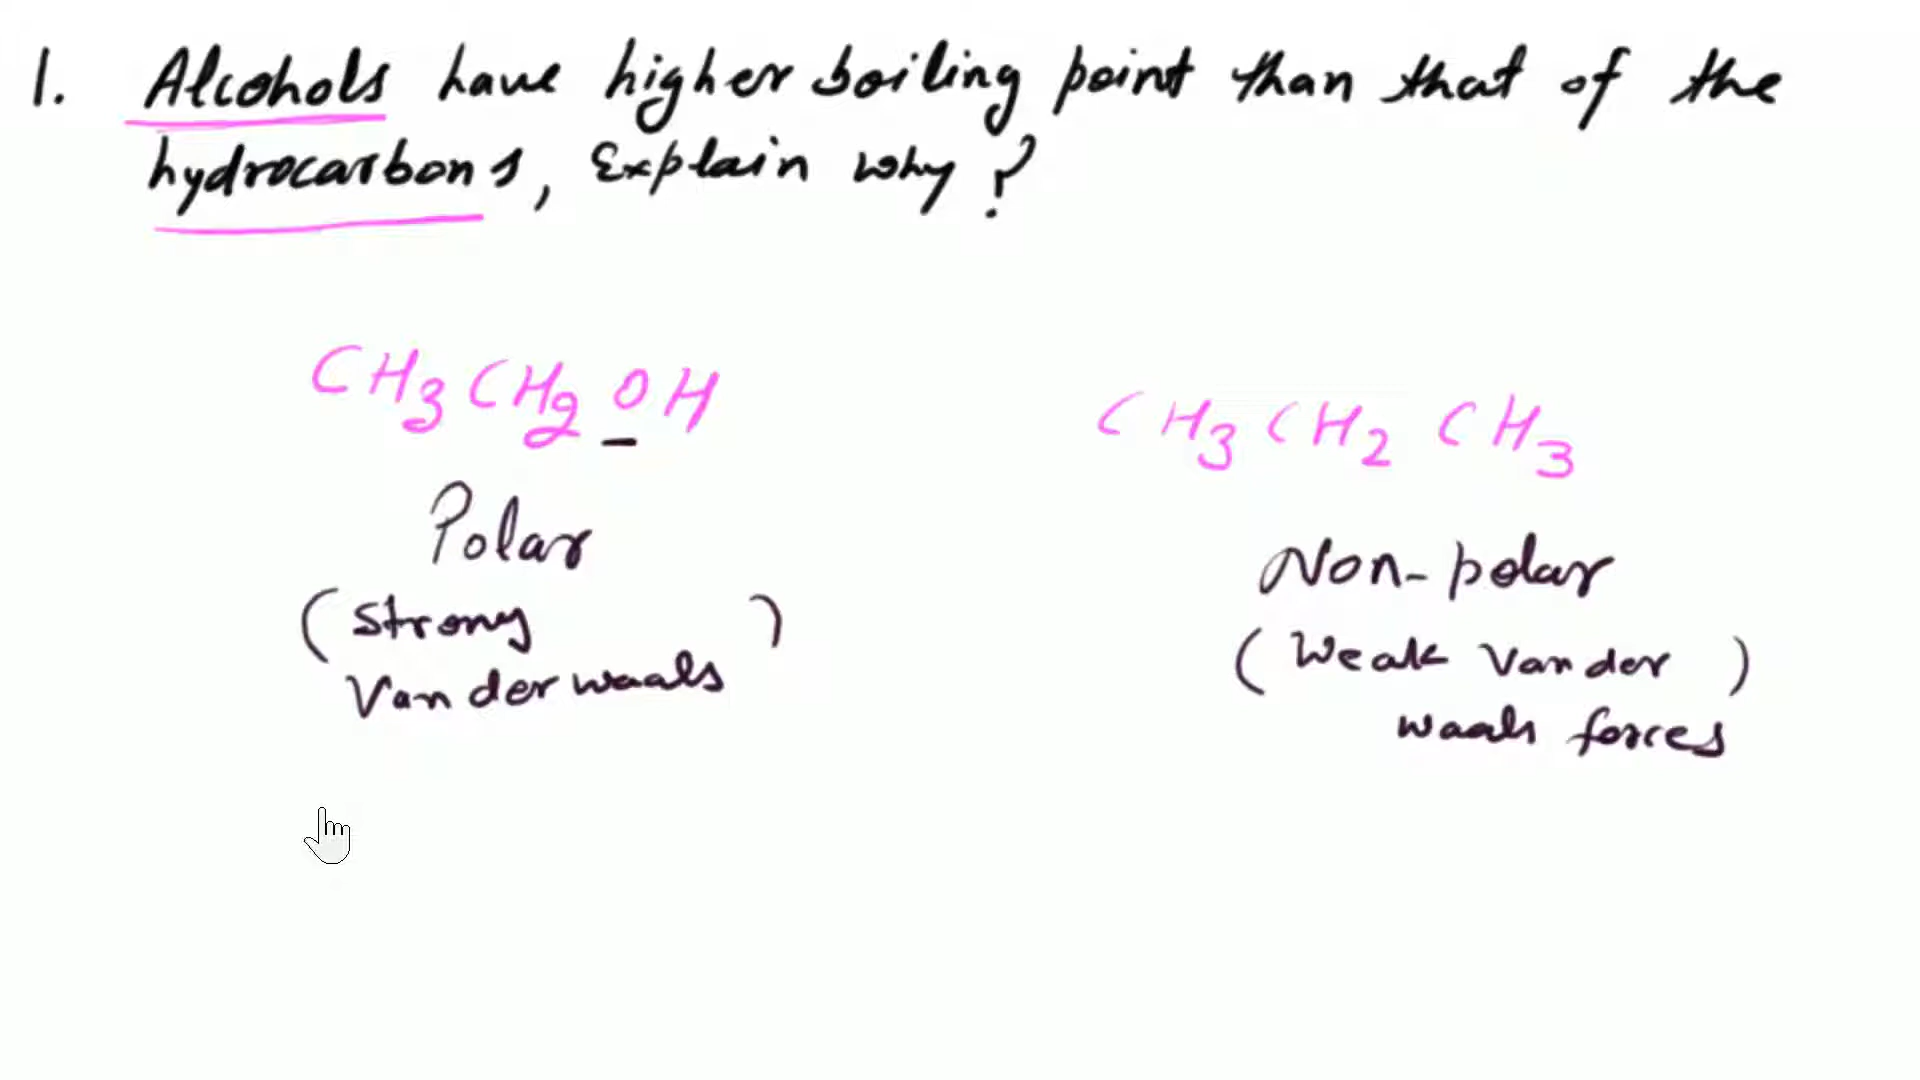 1. Alcohols have higher boiling point than that of the
hydrocarbons, Explain why?
CH3CH2OH
CH3CH2CH3
Polar
Non-polar
(Strong)
Van der waals
(Weak Van der)
waals forces